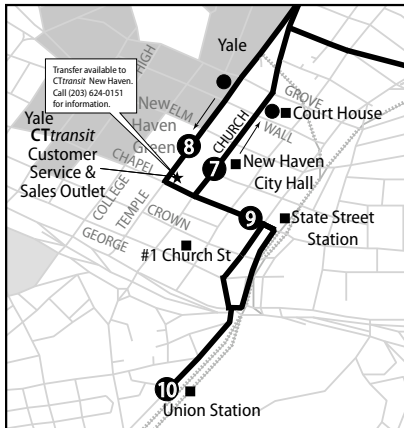 Yale
Transfer available to
CTtransit New Haven.
Call (203) 624-0151
for information.
HIGH
New
Haven
Green
ELM
GROVE
WALL
CHURCH
Court House
Yale
CTtransit
Customer
Service &
Sales Outlet
8
7
New Haven
City Hall
CHAPEL
COLLEGE
TEMPLE
CROWN
GEORGE
9
State Street
Station
#1 Church St
10
Union Station